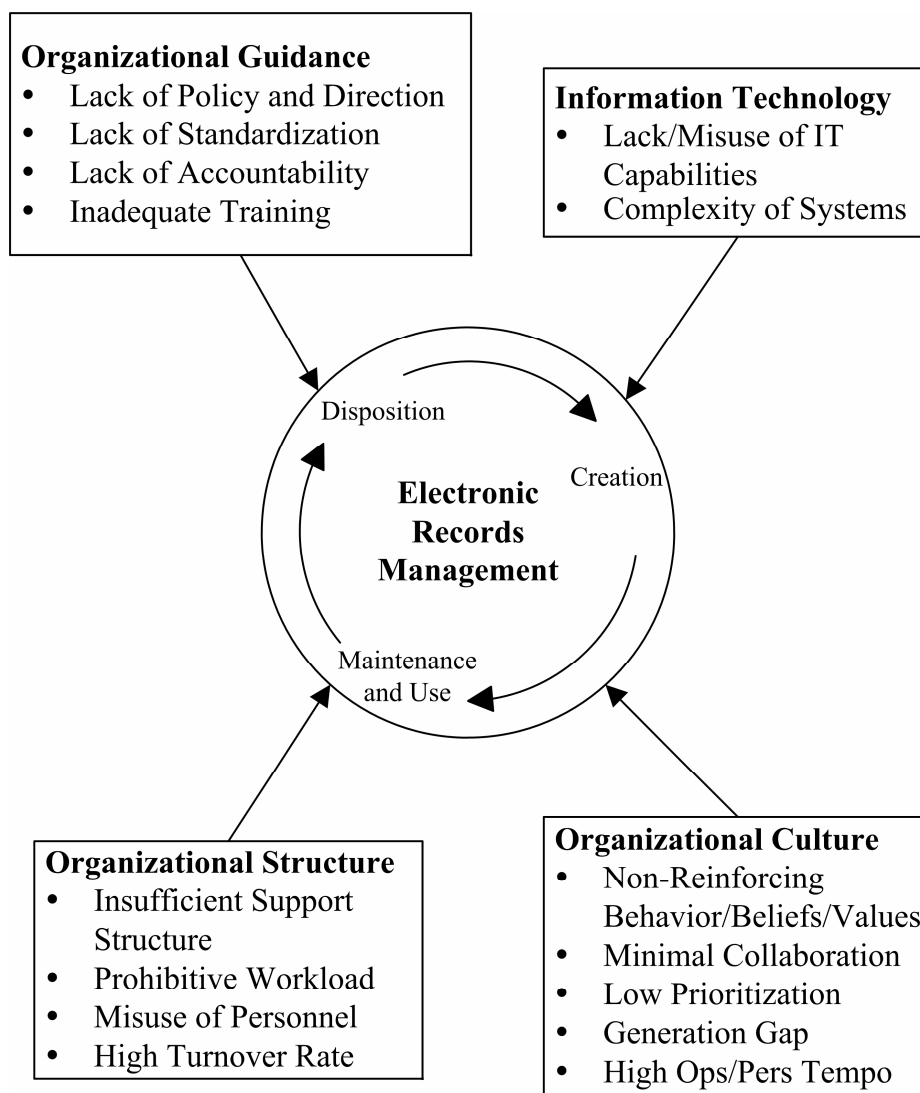 Organizational Guidance
• Lack of Policy and Direction
• Lack of Standardization
• Lack of Accountability
• Inadequate Training
Information Technology
• Lack/Misuse of IT
Capabilities
• Complexity of Systems
Disposition
Creation
Electronic
Records
Management
Maintenance
and Use
Organizational Structure
• Insufficient Support
Structure
• Prohibitive Workload
• Misuse of Personnel
• High Turnover Rate
Organizational Culture
• Non-Reinforcing
Behavior/Beliefs/Values
• Minimal Collaboration
• Low Prioritization
• Generation Gap
• High Ops/Pers Tempo